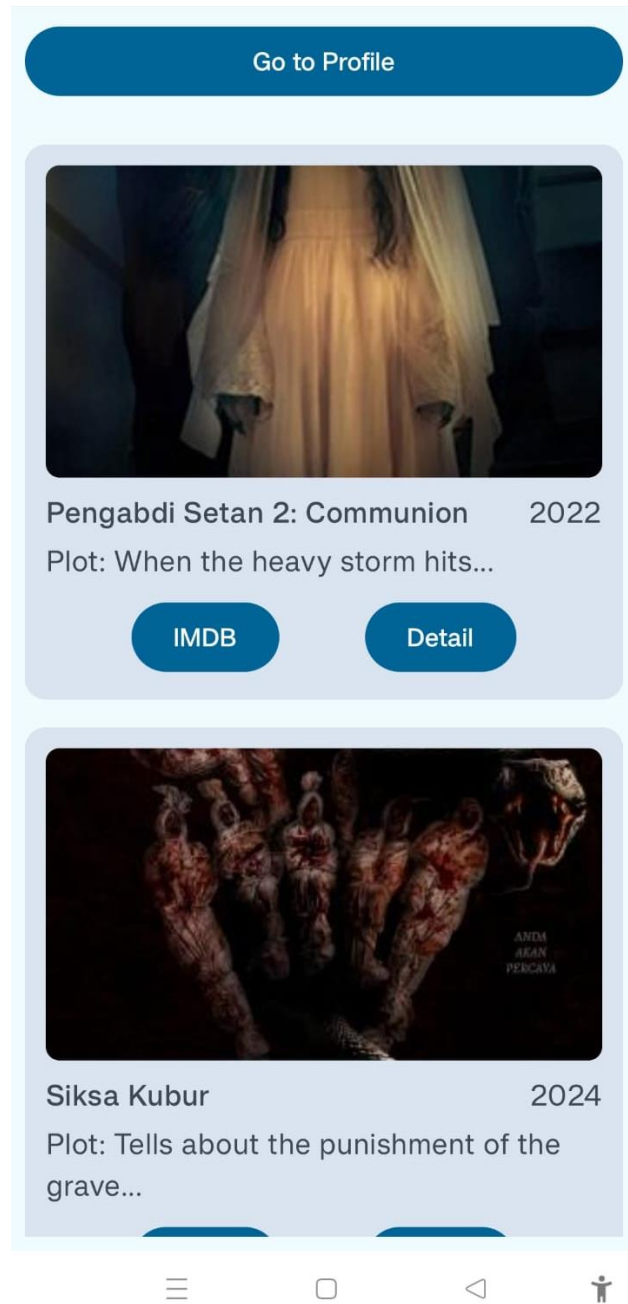 Go to Profile
Pengabdi Setan 2: Communion 2022
Plot: When the heavy storm hits...
IMDB Detail
ANDA
AKAN
PERCAYA
Siksa Kubur 2024
Plot: Tells about the punishment of the
grave...